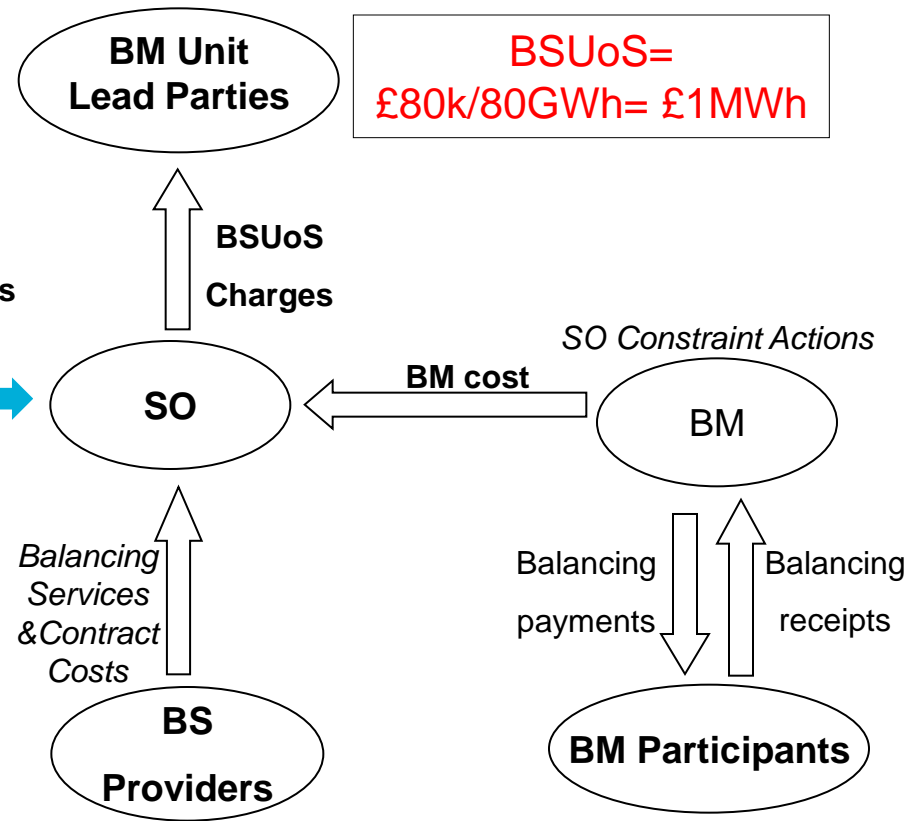 BM Unit
Lead Parties
BSUoS=
£80k/80GWh= £1MWh
BSUoS
Charges
s
SO Constraint Actions
BM cost
SO
BM
Balancing
Services
&Contract
Costs
Balancing
payments
Balancing
receipts
BS
Providers
BM Participants